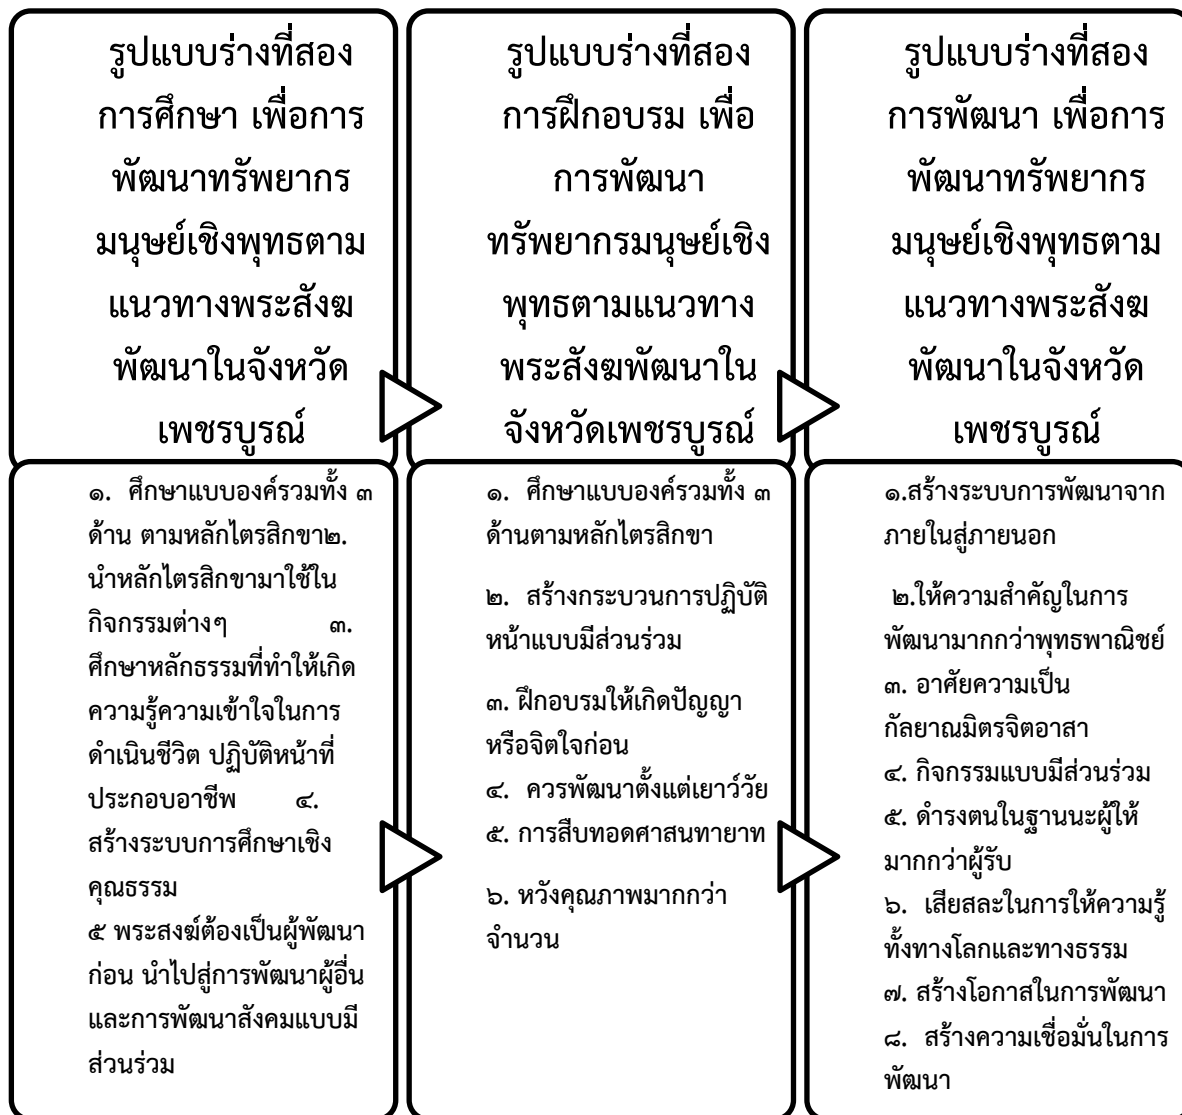 รูปแบบร่างที่สอง
การศึกษา เพื่อการ
พัฒนาทรัพยากร
มนุษย์เชิงพุทธตาม
แนวทางพระสังฆ
พัฒนาในจังหวัด
เพชรบูรณ์
๑. ศึกษาแบบองค์รวมทั้ง ๓
ด้าน ตามหลักไตรสิกขา๒.
นำหลักไตรสิกขามาใช้ใน
กิจกรรมต่างๆ ๓.
ศึกษาหลักธรรมที่ทำให้เกิด
ความรู้ความเข้าใจในการ
ดำเนินชีวิต ปฏิบัติหน้าที่
ประกอบอาชีพ ๔.
สร้างระบบการศึกษาเชิง
คุณธรรม
๕ พระสงฆ์ต้องเป็นผู้พัฒนา
ก่อน นำไปสู่การพัฒนาผู้อื่น
และการพัฒนาสังคมแบบมี
ส่วนร่วม
รูปแบบร่างที่สอง
การฝึกอบรม เพื่อ
การพัฒนา
ทรัพยากรมนุษย์เชิง
พุทธตามแนวทาง
พระสังฆพัฒนาใน
จังหวัดเพชรบูรณ์
๑. ศึกษาแบบองค์รวมทั้ง ๓
ด้านตามหลักไตรสิกขา
๒. สร้างกระบวนการปฏิบัติ
หน้าแบบมีส่วนร่วม
๓. ฝึกอบรมให้เกิดปัญญา
หรือจิตใจก่อน
๔. ควรพัฒนาตั้งแต่เยาว์วัย
๕. การสืบทอดศาสนทายาท
๖. หวังคุณภาพมากกว่า
จำนวน
รูปแบบร่างที่สอง
การพัฒนา เพื่อการ
พัฒนาทรัพยากร
มนุษย์เชิงพุทธตาม
แนวทางพระสังฆ
พัฒนาในจังหวัด
เพชรบูรณ์
๑.สร้างระบบการพัฒนาจาก
ภายในสู่ภายนอก
๒.ให้ความสำคัญในการ
พัฒนามากกว่าพุทธพาณิชย์
๓. อาศัยความเป็น
กัลยาณมิตรจิตอาสา
๔. กิจกรรมแบบมีส่วนร่วม
๕. ดำรงตนในฐานนะผู้ให้
มากกว่าผู้รับ
๖. เสียสละในการให้ความรู้
ทั้งทางโลกและทางธรรม
๗. สร้างโอกาสในการพัฒนา
๘. สร้างความเชื่อมั่นในการ
พัฒนา